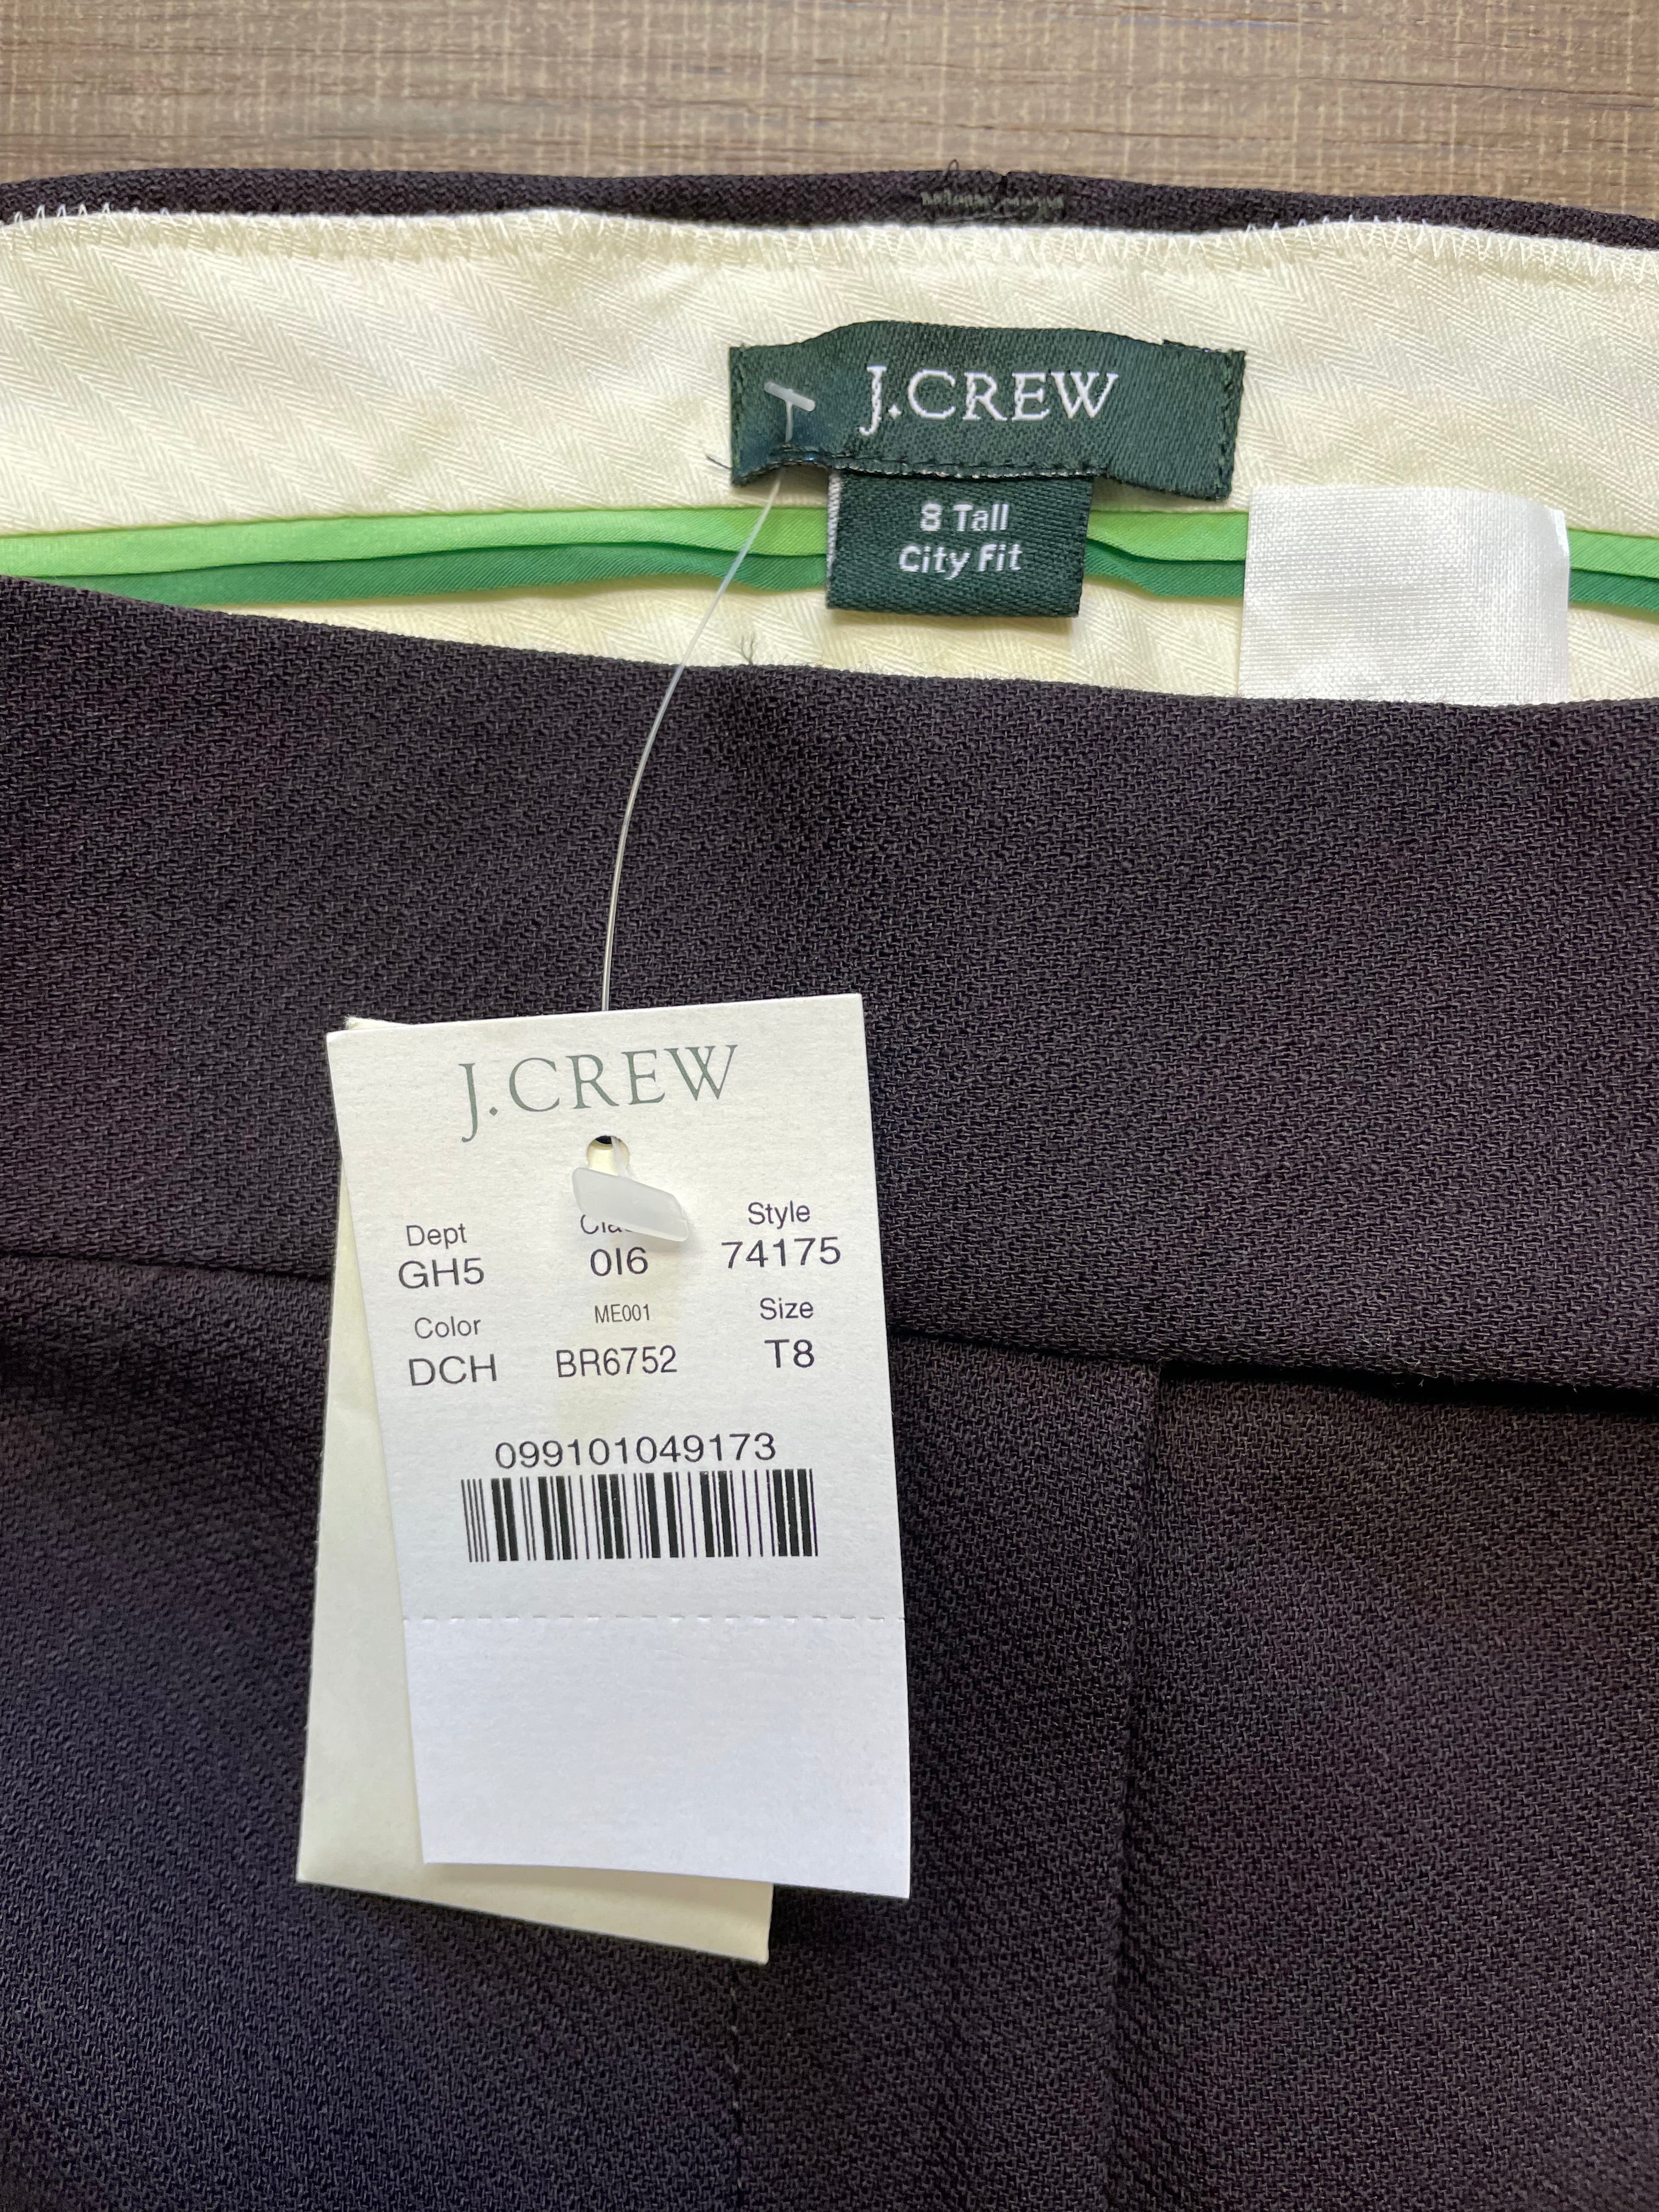 J.CREW
8 Tall
City Fit
J.CREW
Dept Style
GH5 016 74175
Color ME001 Size
DCH BR6752 T8
099101049173